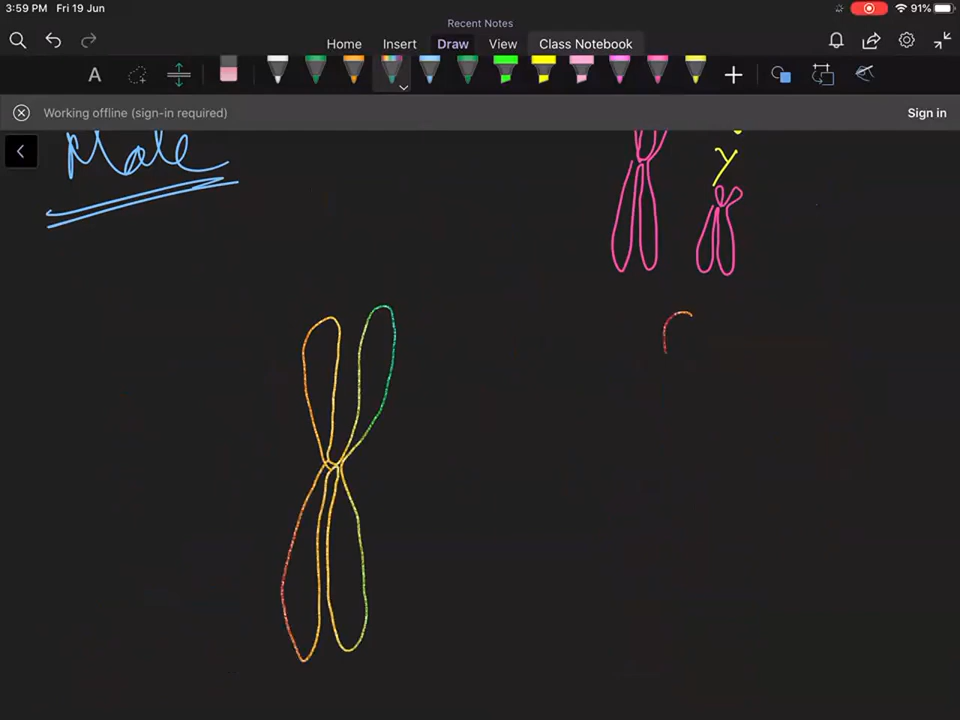 3:59 PM Fri 19 Jun
91%
Recent Notes
Home Insert Draw View Class Notebook
A
Working offline (sign-in required)
Sign in
Male
y